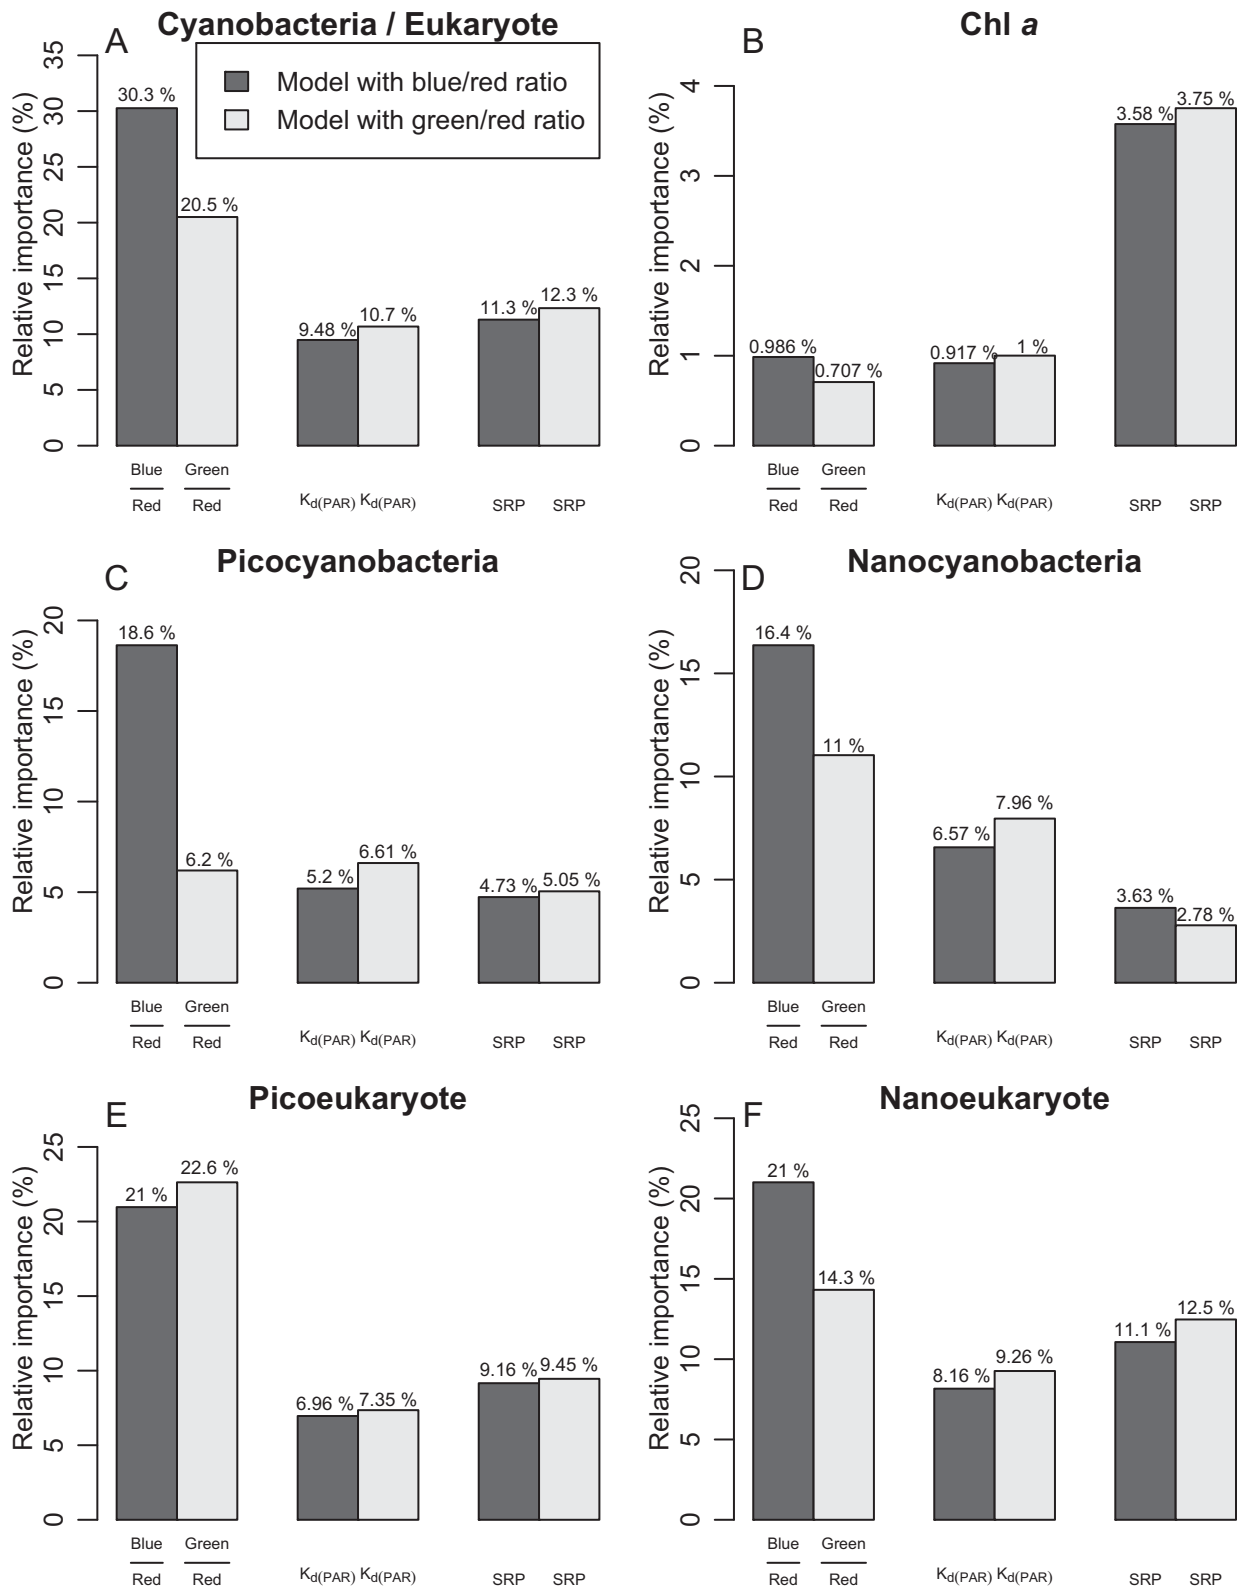 A Cyanobacteria / Eukaryote
Model with blue/red ratio
Model with green/red ratio
Relative importance (%)
0 5 10 15 20 25 30 35
30.3 %
20.5 %
9.48 %
10.7 %
11.3 %
12.3 %
Blue Green
Red Red Kd(PAR) Kd(PAR) SRP SRP
B Chl a
Relative importance (%)
0 1 2 3 4
0.986 %
0.707 %
0.917 %
1 %
3.58 %
3.75 %
Blue Green
Red Red Kd(PAR) Kd(PAR) SRP SRP
C Picocyanobacteria
Relative importance (%)
0 5 10 15 20
18.6 %
6.2 %
5.2 %
6.61 %
4.73 %
5.05 %
Blue Green
Red Red Kd(PAR) Kd(PAR) SRP SRP
D Nanocyanobacteria
Relative importance (%)
0 5 10 15 20
16.4 %
11 %
6.57 %
7.96 %
3.63 %
2.78 %
Blue Green
Red Red Kd(PAR) Kd(PAR) SRP SRP
E Picoeukaryote
Relative importance (%)
0 5 10 15 20 25
21 %
22.6 %
6.96 %
7.35 %
9.16 %
9.45 %
Blue Green
Red Red Kd(PAR) Kd(PAR) SRP SRP
F Nanoeukaryote
Relative importance (%)
0 5 10 15 20 25
21 %
14.3 %
8.16 %
9.26 %
11.1 %
12.5 %
Blue Green
Red Red Kd(PAR) Kd(PAR) SRP SRP